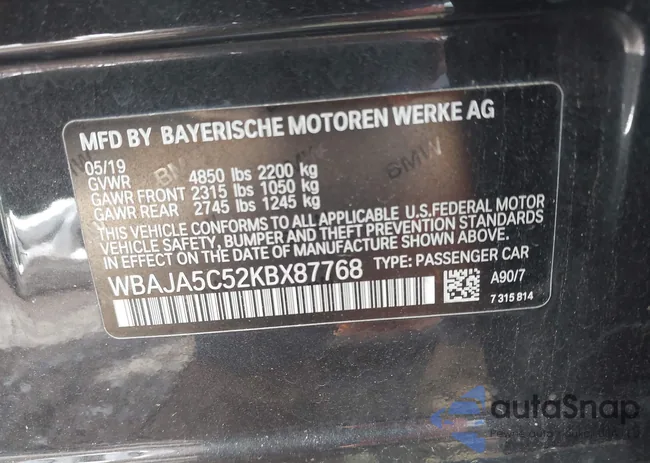 MFD BY BAYERISCHE MOTOREN WERKE AG
05/19
GVWR 4850 lbs 2200 kg
GAWR FRONT 2315 lbs 1050 kg
GAWR REAR 2745 lbs 1245 kg
THIS VEHICLE CONFORMS TO ALL APPLICABLE U.S.FEDERAL MOTOR
VEHICLE SAFETY, BUMPER AND THEFT PREVENTION STANDARDS
IN EFFECT ON THE DATE OF MANUFACTURE SHOWN ABOVE.
WBAJA5C52KBX87768 TYPE: PASSENGER CAR
A90/7
7 315 814
BMW
BMW
autaSnap